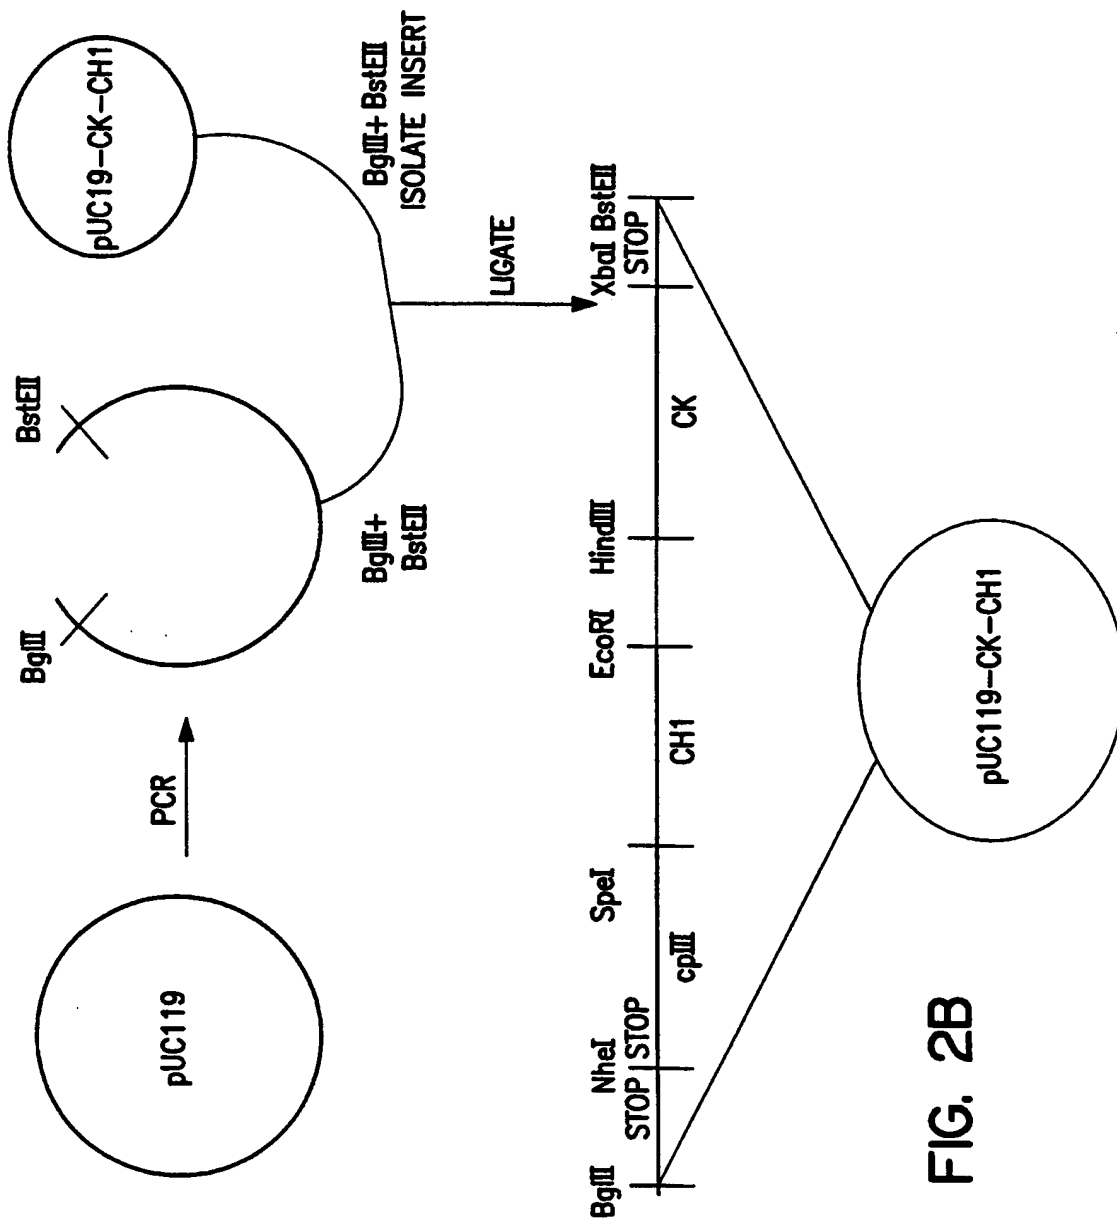 BglII
BstEII
pUC119
PCR
pUC19-CK-CH1
BglII+
BstEII
BglII+BstEII
ISOLATE INSERT
LIGATE
BglII NheI SpeI EcoRI HindIII XbaI BstEII
STOP STOP STOP
cpIII CH1 CK
pUC119-CK-CH1
FIG. 2B